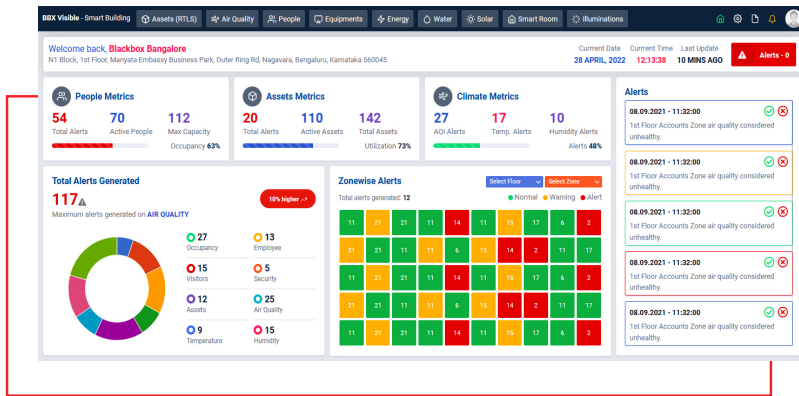 BBX Visible - Smart Building Assets (RTLS) Air Quality People Equipments Energy Water Solar Smart Room Illuminations
Welcome back, Blackbox Bangalore
N1 Block, 1st Floor, Manyata Embassy Business Park, Outer Ring Rd, Nagavara, Bengaluru, Karnataka 560045
Current Date Current Time Last Update
28 APRIL, 2022 12:13:38 10 MINS AGO
Alerts - 0
People Metrics
54 70 112
Total Alerts Active People Max Capacity
Occupancy 63%
Assets Metrics
20 110 142
Total Alerts Active Assets Total Assets
Utilization 73%
Climate Metrics
27 17 10
AQI Alerts Temp. Alerts Humidity Alerts
Alerts 48%
Total Alerts Generated
117
10% higher
Maximum alerts generated on AIR QUALITY
27 13
Occupancy Employee
15 5
Visitors Security
12 25
Assets Air Quality
9 15
Temperature Humidity
Zonewise Alerts
Select Floor Select Zone
Total alerts generated: 12
Normal Warning Alert
11 21 21 11 14 11 15 17 6 2
21 21 11 11 6 15 14 2 11 17
11 21 21 11 14 11 15 17 6 2
21 21 11 11 6 15 14 2 11 17
11 21 21 11 14 11 15 17 6 2
Alerts
08.09.2021 - 11:32:00
1st Floor Accounts Zone air quality considered
unhealthy.
08.09.2021 - 11:32:00
1st Floor Accounts Zone air quality considered
unhealthy.
08.09.2021 - 11:32:00
1st Floor Accounts Zone air quality considered
unhealthy.
08.09.2021 - 11:32:00
1st Floor Accounts Zone air quality considered
unhealthy.
08.09.2021 - 11:32:00
1st Floor Accounts Zone air quality considered
unhealthy.